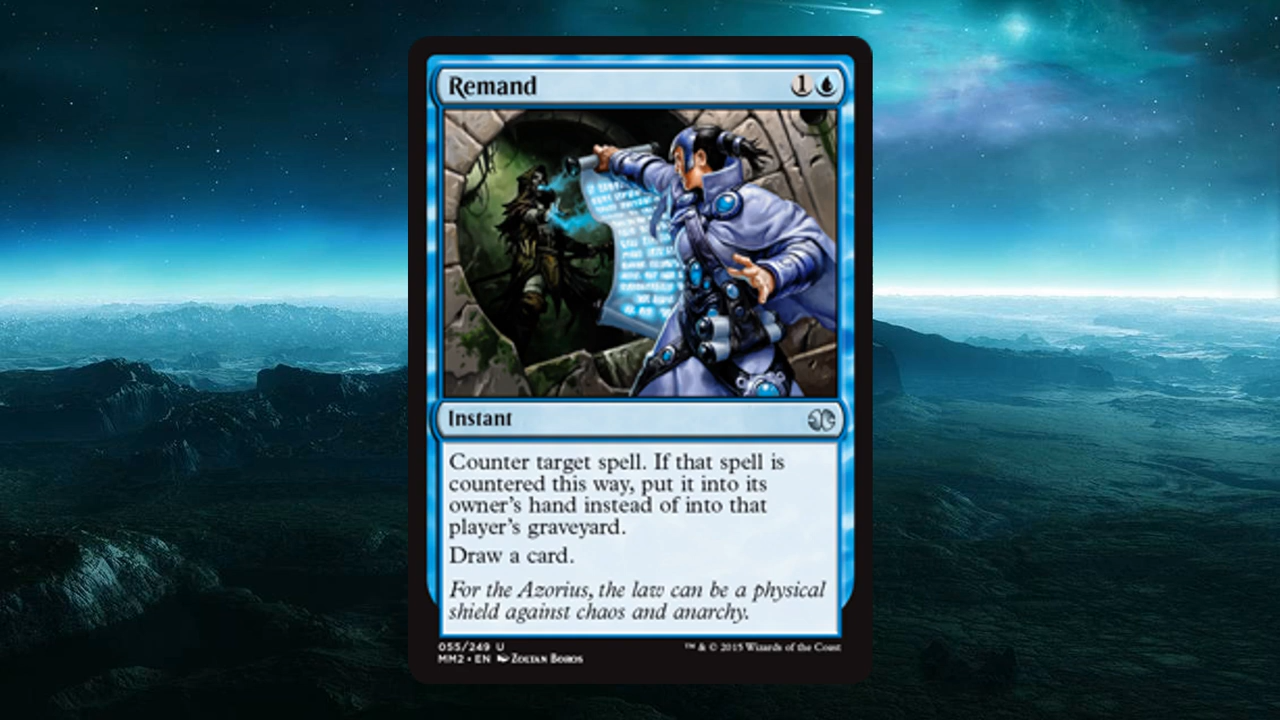 Remand 1
Instant
Counter target spell. If that spell is
countered this way, put it into its
owner's hand instead of into that
player's graveyard.
Draw a card.
For the Azorius, the law can be a physical
shield against chaos and anarchy.
055/249 U
MM2 • EN Zoltan Boros
™ & © 2015 Wizards of the Coast